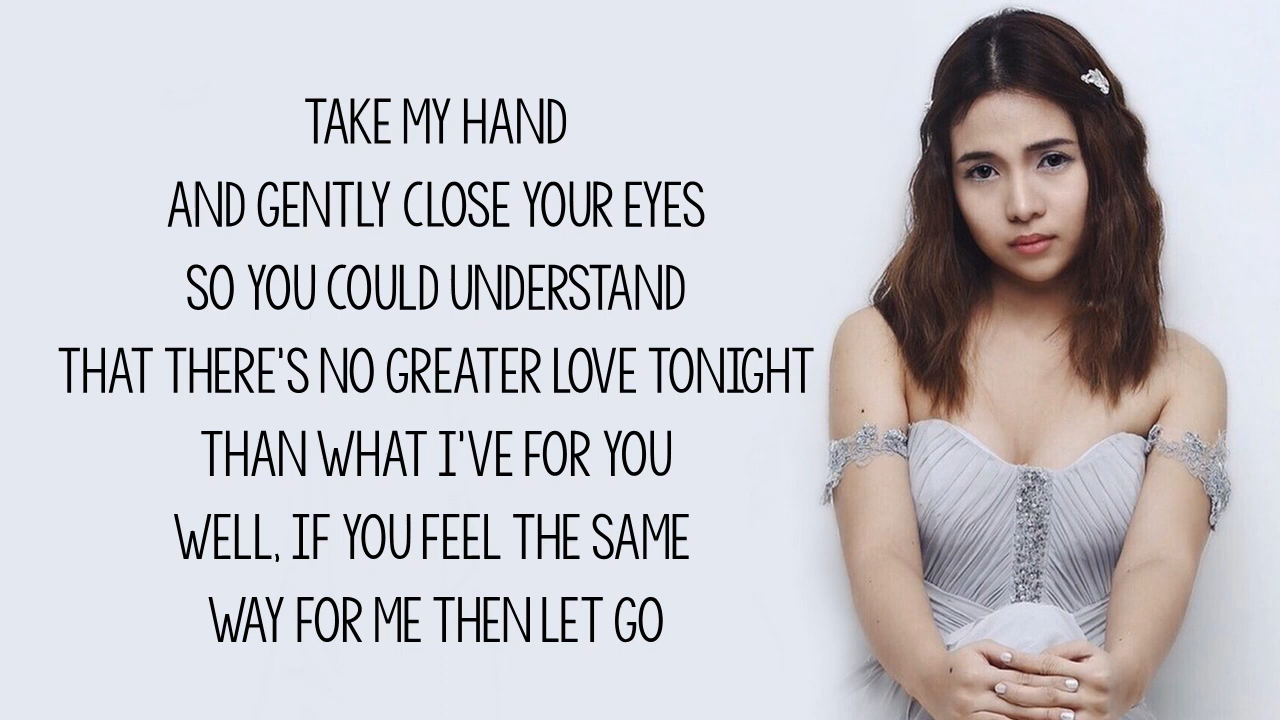 TAKE MY HAND
AND GENTLY CLOSE YOUR EYES
SO YOU COULD UNDERSTAND
THAT THERE'S NO GREATER LOVE TONIGHT
THAN WHAT I'VE FOR YOU
WELL, IF YOU FEEL THE SAME
WAY FOR ME THEN LET GO